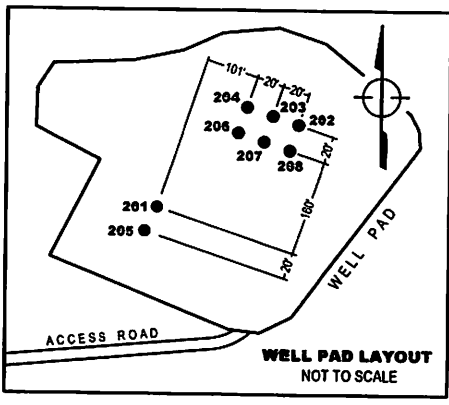 101' 20' 20'
204 203 202
206 207 208
20'
160'
201
205
20'
WELL PAD
ACCESS ROAD
WELL PAD LAYOUT
NOT TO SCALE